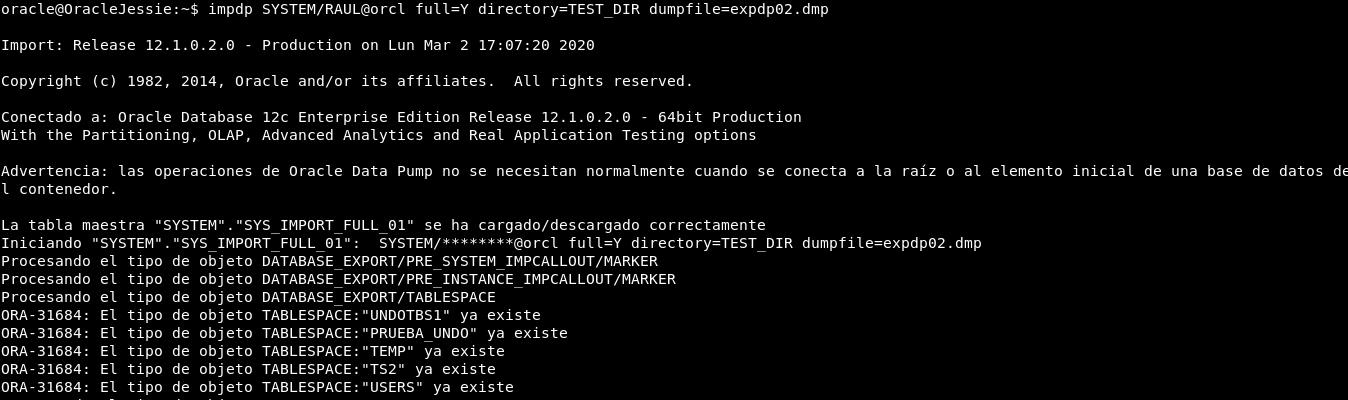 oracle@OracleJessie:~$ impdp SYSTEM/RAUL@orcl full=Y directory=TEST_DIR dumpfile=expdp02.dmp
Import: Release 12.1.0.2.0 - Production on Lun Mar 2 17:07:20 2020
Copyright (c) 1982, 2014, Oracle and/or its affiliates.  All rights reserved.
Conectado a: Oracle Database 12c Enterprise Edition Release 12.1.0.2.0 - 64bit Production
With the Partitioning, OLAP, Advanced Analytics and Real Application Testing options
Advertencia: las operaciones de Oracle Data Pump no se necesitan normalmente cuando se conecta a la raíz o al elemento inicial de una base de datos de
l contenedor.
La tabla maestra "SYSTEM"."SYS_IMPORT_FULL_01" se ha cargado/descargado correctamente
Iniciando "SYSTEM"."SYS_IMPORT_FULL_01":  SYSTEM/********@orcl full=Y directory=TEST_DIR dumpfile=expdp02.dmp
Procesando el tipo de objeto DATABASE_EXPORT/PRE_SYSTEM_IMPCALLOUT/MARKER
Procesando el tipo de objeto DATABASE_EXPORT/PRE_INSTANCE_IMPCALLOUT/MARKER
Procesando el tipo de objeto DATABASE_EXPORT/TABLESPACE
ORA-31684: El tipo de objeto TABLESPACE:"UNDOTBS1" ya existe
ORA-31684: El tipo de objeto TABLESPACE:"PRUEBA_UNDO" ya existe
ORA-31684: El tipo de objeto TABLESPACE:"TEMP" ya existe
ORA-31684: El tipo de objeto TABLESPACE:"TS2" ya existe
ORA-31684: El tipo de objeto TABLESPACE:"USERS" ya existe